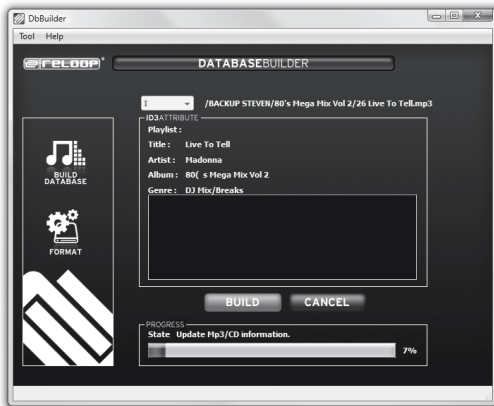 DbBuilder
Tool Help
reloop®
DATABASEBUILDER
I /BACKUP STEVEN/80's Mega Mix Vol 2/26 Live To Tell.mp3
ID3ATTRIBUTE
Playlist :
Title : Live To Tell
Artist : Madonna
Album : 80( s Mega Mix Vol 2
Genre : DJ Mix/Breaks
BUILD
DATABASE
FORMAT
BUILD CANCEL
PROGRESS
State Update Mp3/CD information.
7%